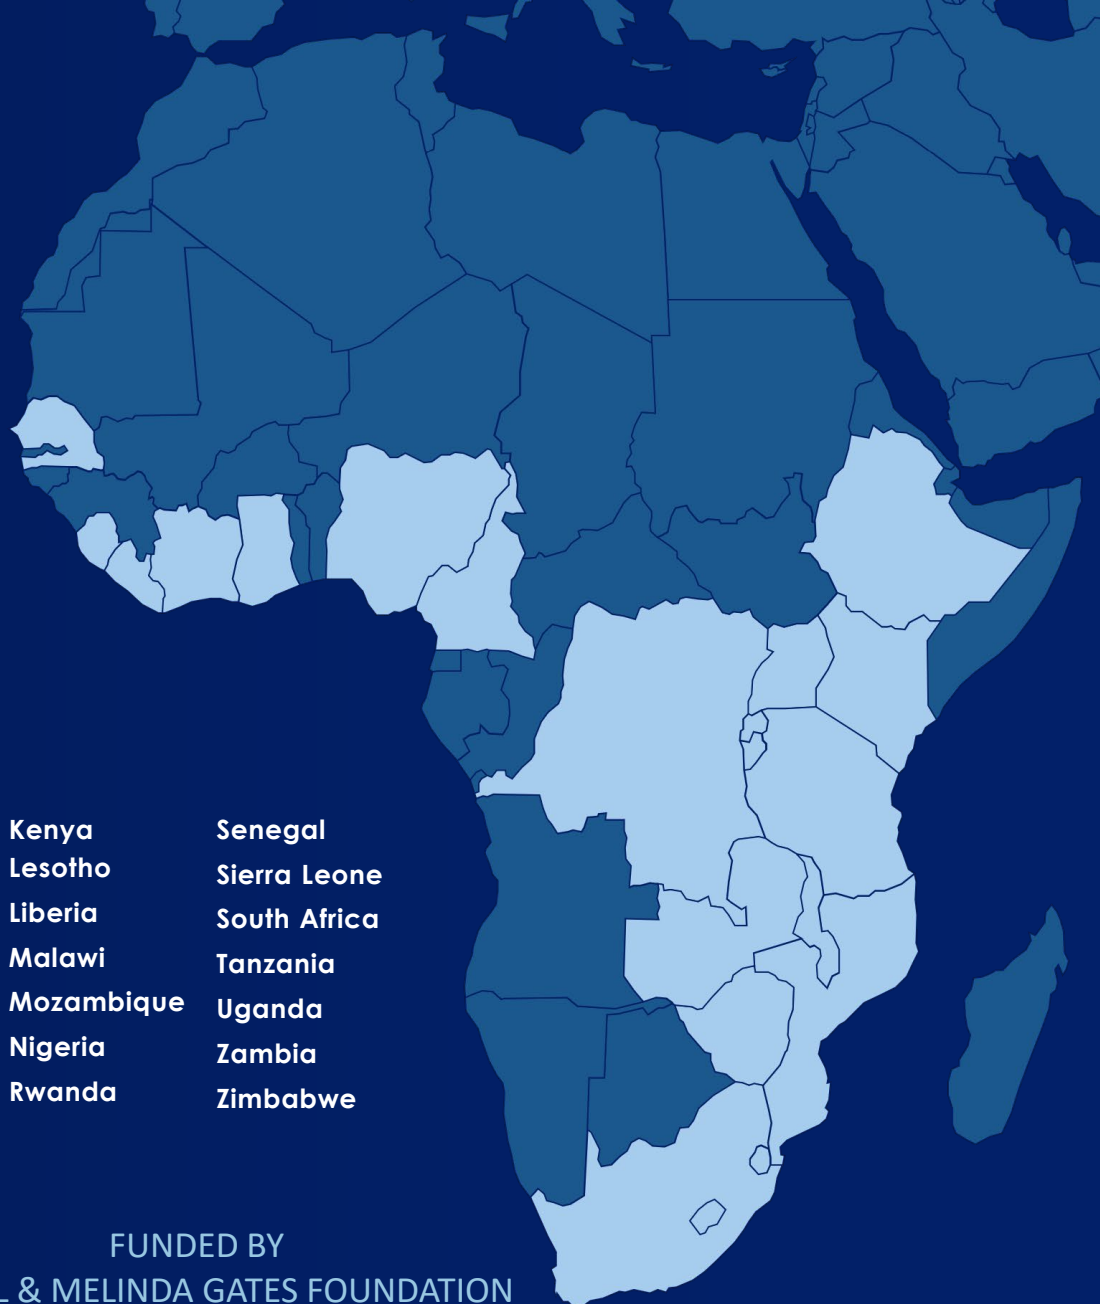 Kenya
Lesotho
Liberia
Malawi
Mozambique
Nigeria
Rwanda
Senegal
Sierra Leone
South Africa
Tanzania
Uganda
Zambia
Zimbabwe
FUNDED BY
& MELINDA GATES FOUNDATION